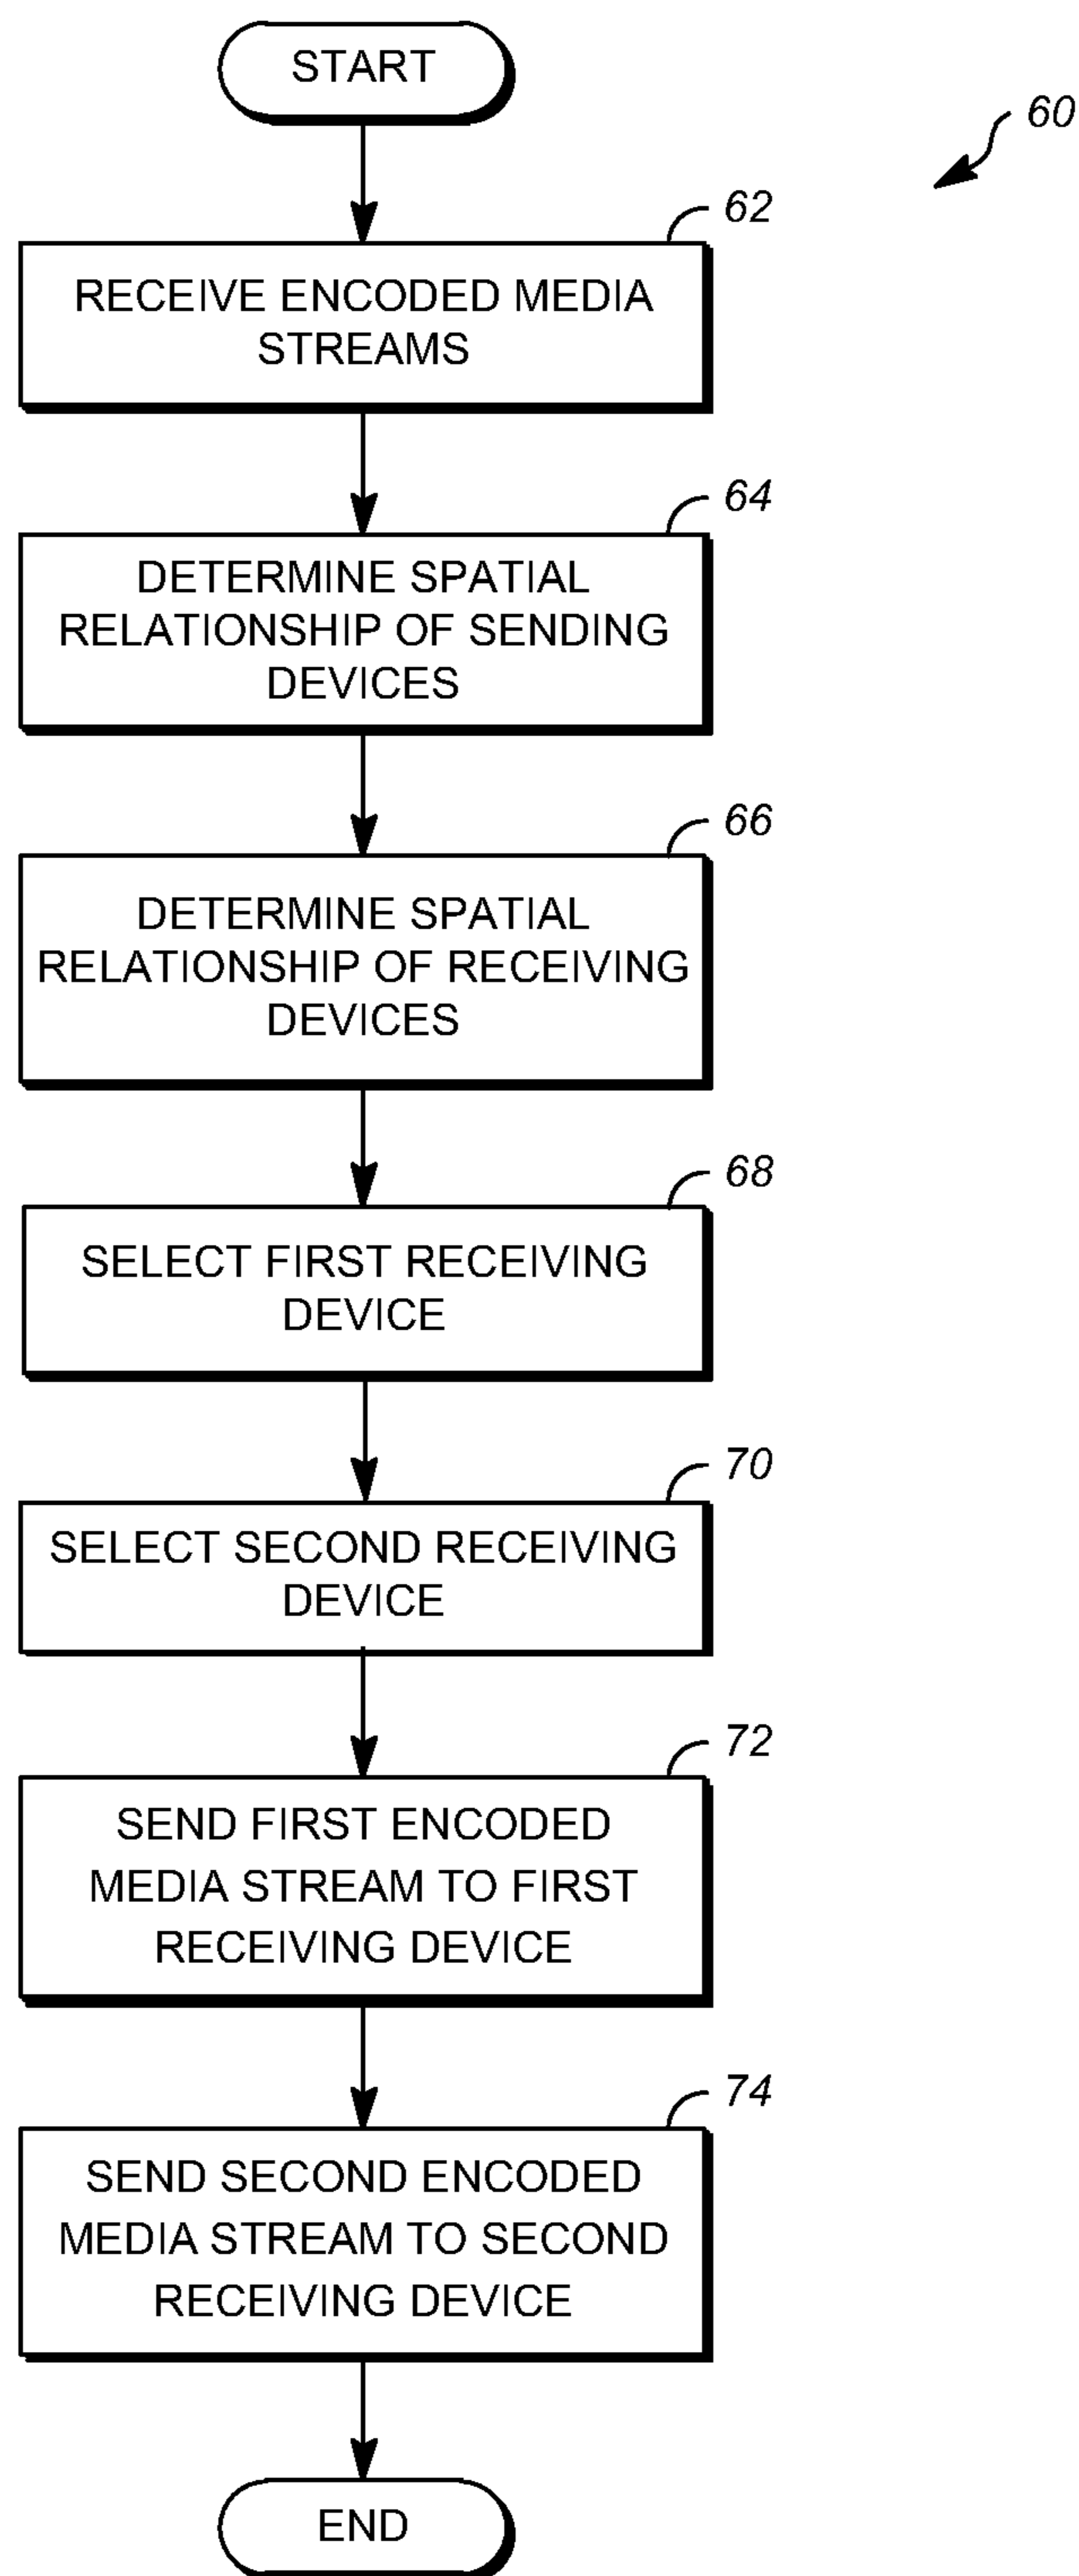 START
60
62
RECEIVE ENCODED MEDIA
STREAMS
64
DETERMINE SPATIAL
RELATIONSHIP OF SENDING
DEVICES
66
DETERMINE SPATIAL
RELATIONSHIP OF RECEIVING
DEVICES
68
SELECT FIRST RECEIVING
DEVICE
70
SELECT SECOND RECEIVING
DEVICE
72
SEND FIRST ENCODED
MEDIA STREAM TO FIRST
RECEIVING DEVICE
74
SEND SECOND ENCODED
MEDIA STREAM TO SECOND
RECEIVING DEVICE
END